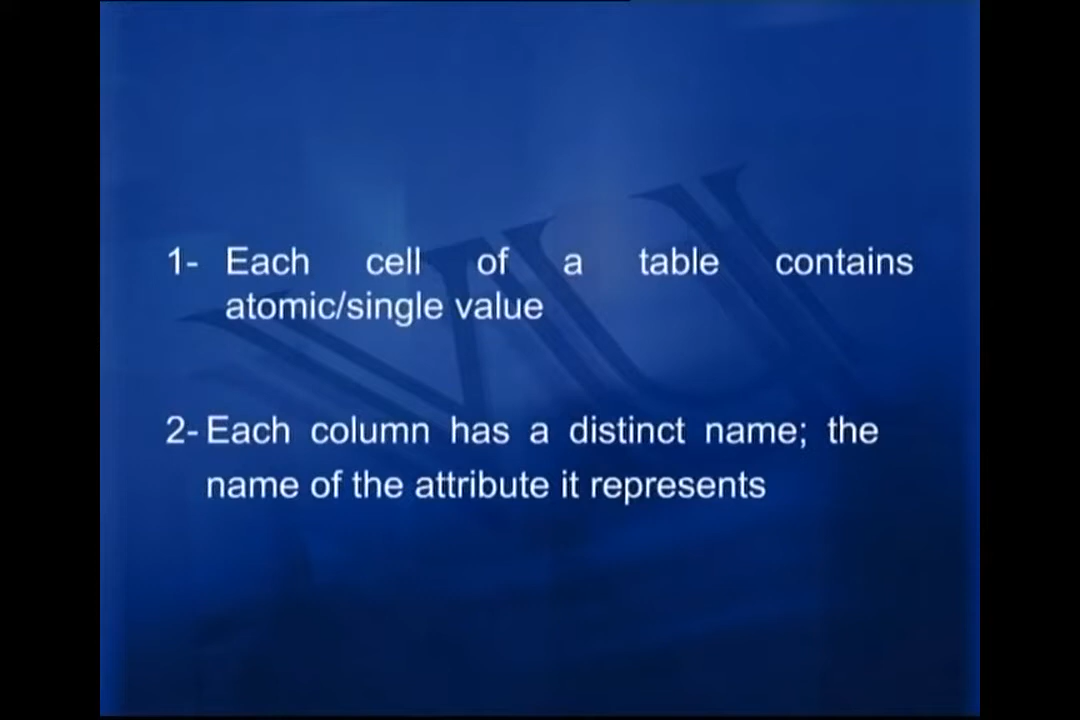 VU
1- Each cell of a table contains
atomic/single value
2- Each column has a distinct name; the
name of the attribute it represents